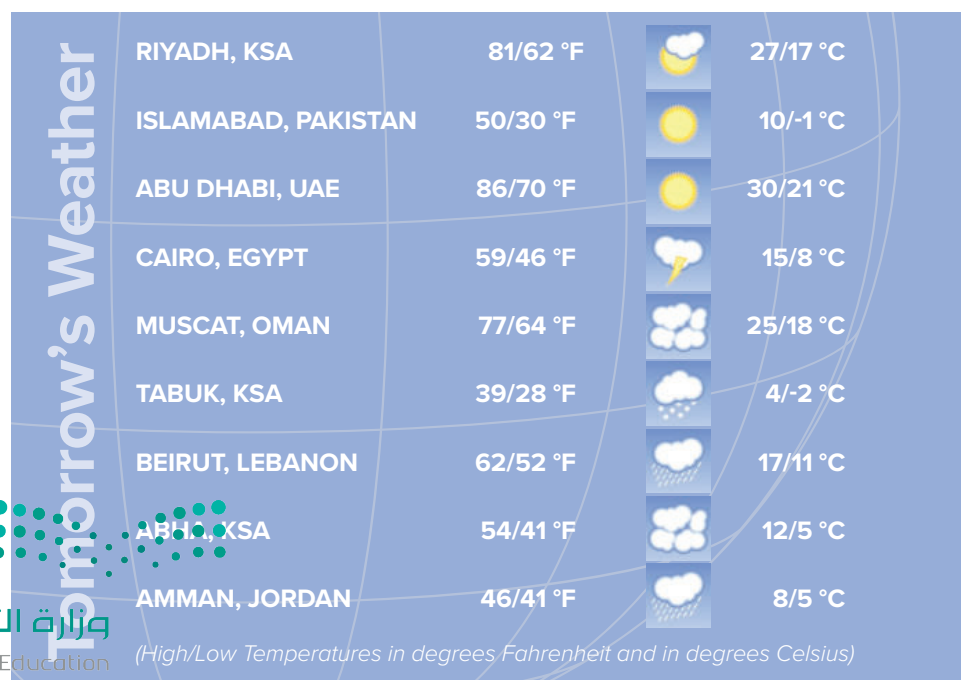 Tomorrow's Weather
RIYADH, KSA 81/62 °F 27/17 °C
ISLAMABAD, PAKISTAN 50/30 °F 10/-1 °C
ABU DHABI, UAE 86/70 °F 30/21 °C
CAIRO, EGYPT 59/46 °F 15/8 °C
MUSCAT, OMAN 77/64 °F 25/18 °C
TABUK, KSA 39/28 °F 4/-2 °C
BEIRUT, LEBANON 62/52 °F 17/11 °C
ABHA, KSA 54/41 °F 12/5 °C
AMMAN, JORDAN 46/41 °F 8/5 °C
وزارة
Education
(High/Low Temperatures in degrees Fahrenheit and in degrees Celsius)